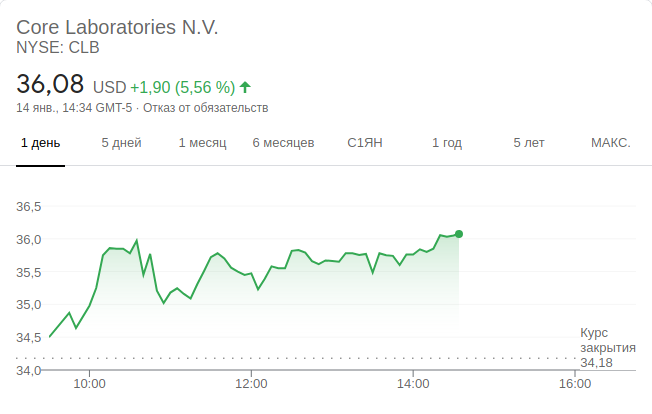 Core Laboratories N.V.
NYSE: CLB
36,08 USD +1,90 (5,56 %)
14 янв., 14:34 GMT-5 · Отказ от обязательств
1 день 5 дней 1 месяц 6 месяцев С1ЯН 1 год 5 лет МАКС.
36,5
36,0
35,5
35,0
34,5
34,0
Курс
закрытия
34,18
10:00 12:00 14:00 16:00